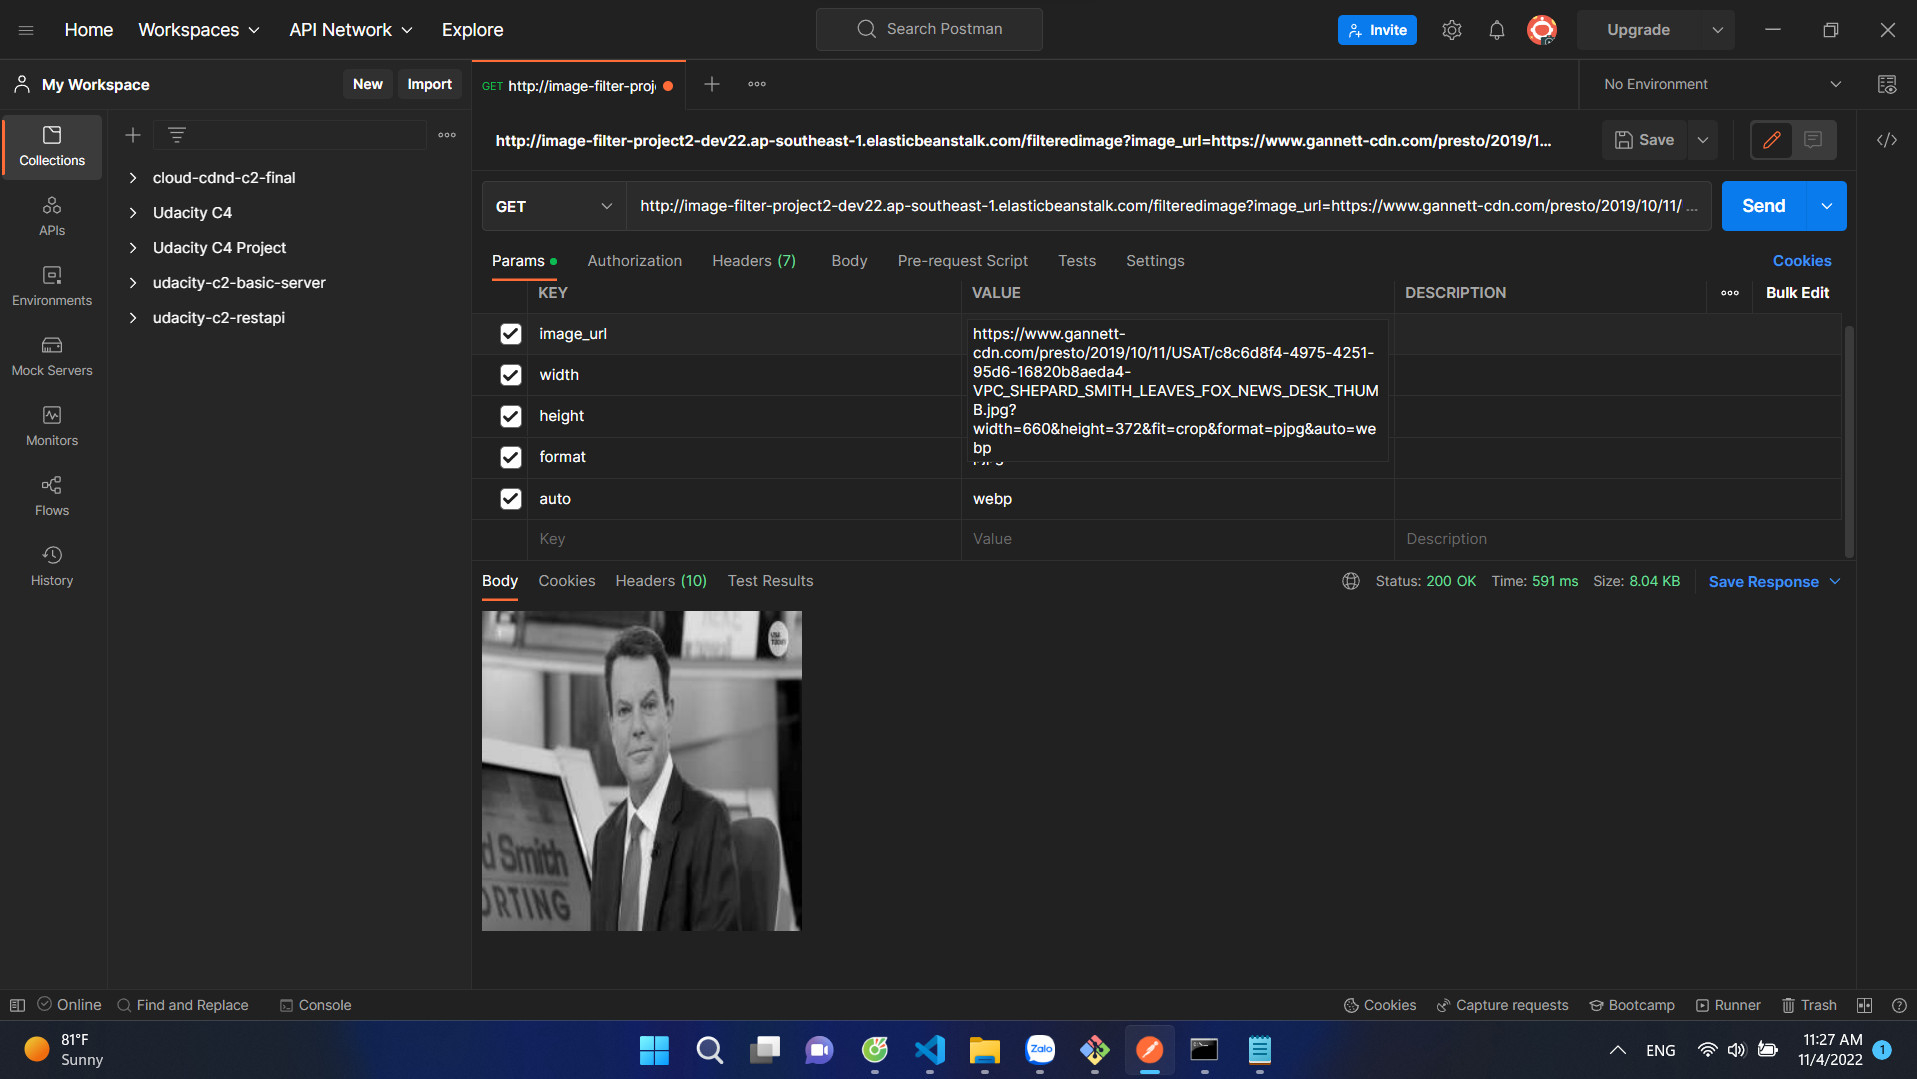 Home
Workspaces
API Network
Explore
Search Postman
Invite
Upgrade
My Workspace
New
Import
GET http://image-filter-proj
No Environment
Collections
APIs
Environments
Mock Servers
Monitors
Flows
History
cloud-cdnd-c2-final
Udacity C4
Udacity C4 Project
udacity-c2-basic-server
udacity-c2-restapi
http://image-filter-project2-dev22.ap-southeast-1.elasticbeanstalk.com/filteredimage?image_url=https://www.gannett-cdn.com/presto/2019/1...
Save
GET
http://image-filter-project2-dev22.ap-southeast-1.elasticbeanstalk.com/filteredimage?image_url=https://www.gannett-cdn.com/presto/2019/10/11/ ...
Send
Params
Authorization
Headers (7)
Body
Pre-request Script
Tests
Settings
Cookies
KEY
VALUE
DESCRIPTION
Bulk Edit
image_url
https://www.gannett-
cdn.com/presto/2019/10/11/USAT/c8c6d8f4-4975-4251-
95d6-16820b8aeda4-
VPC_SHEPARD_SMITH_LEAVES_FOX_NEWS_DESK_THUM
B.jpg?
width=660&height=372&fit=crop&format=pjpg&auto=we
bp
width
height
format
auto
webp
Key
Value
Description
Body
Cookies
Headers (10)
Test Results
Status: 200 OK
Time: 591 ms
Size: 8.04 KB
Save Response
d Smith
ORTING
Online
Find and Replace
Console
Cookies
Capture requests
Bootcamp
Runner
Trash
81°F
Sunny
Zalo
ENG
11:27 AM
11/4/2022
1